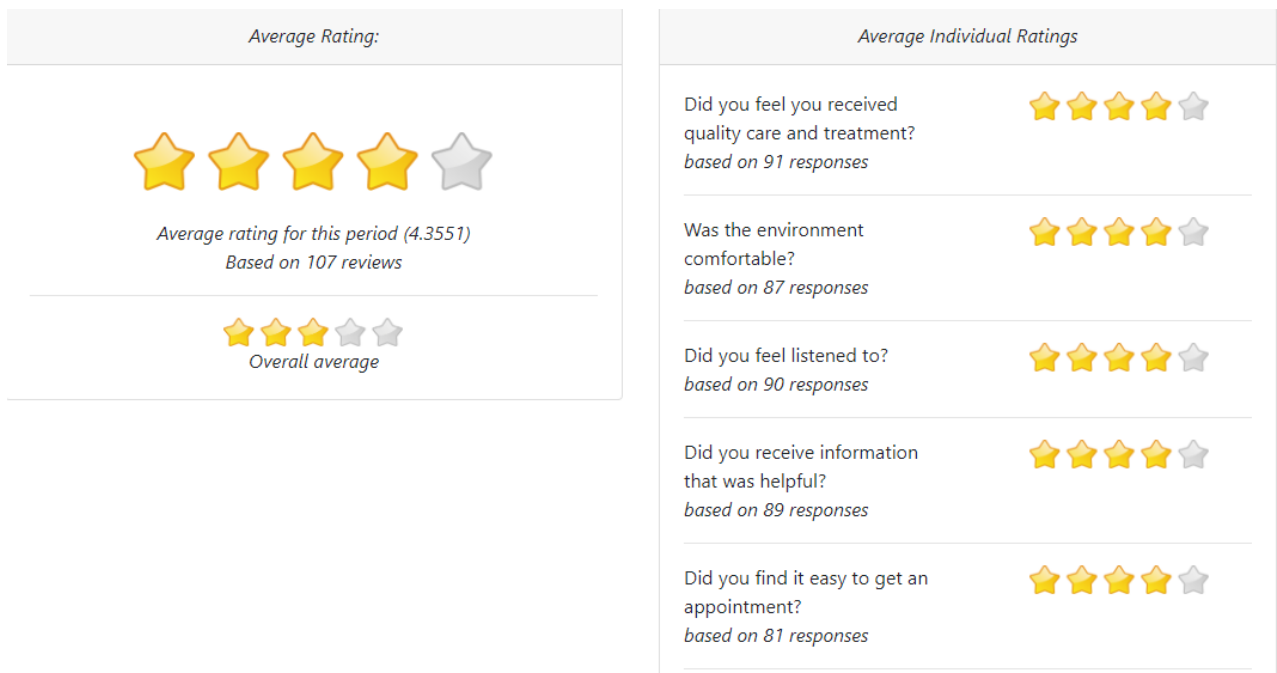 Average Rating:
Average rating for this period (4.3551)
Based on 107 reviews
Overall average
Average Individual Ratings
Did you feel you received
quality care and treatment?
based on 91 responses
Was the environment
comfortable?
based on 87 responses
Did you feel listened to?
based on 90 responses
Did you receive information
that was helpful?
based on 89 responses
Did you find it easy to get an
appointment?
based on 81 responses